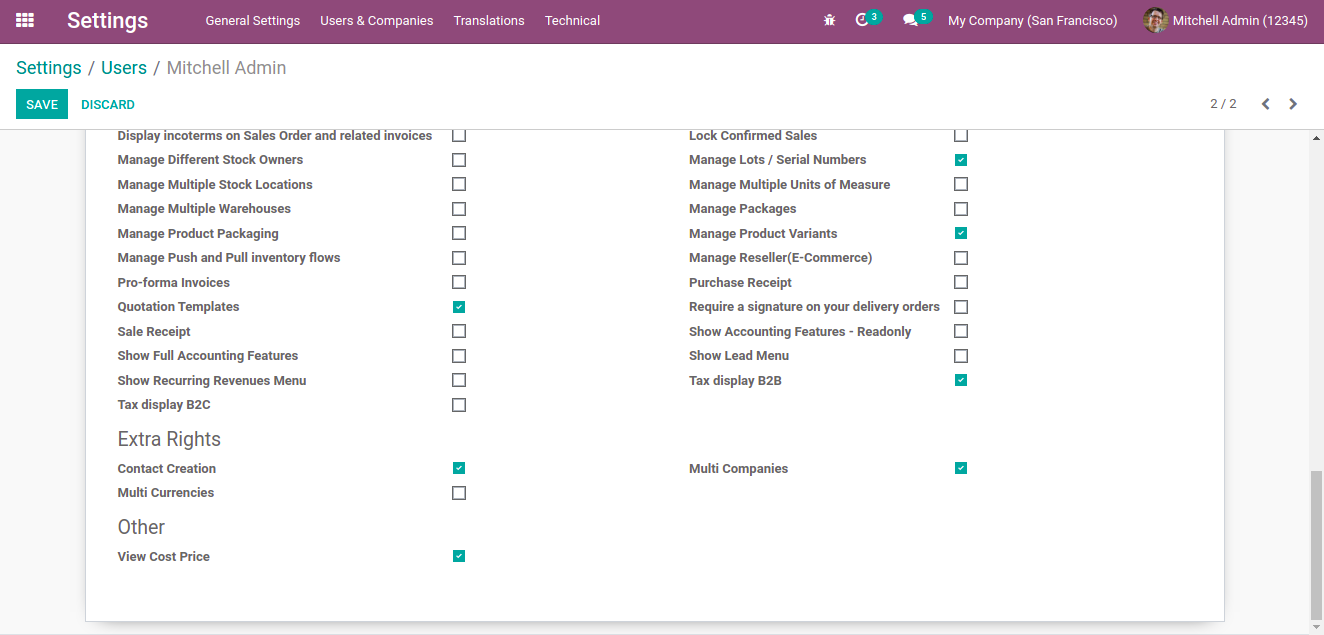 Settings General Settings Users & Companies Translations Technical 3 5 My Company (San Francisco) Mitchell Admin (12345)
Settings / Users / Mitchell Admin
SAVE DISCARD 2 / 2
Display incoterms on Sales Order and related invoices Lock Confirmed Sales
Manage Different Stock Owners Manage Lots / Serial Numbers
Manage Multiple Stock Locations Manage Multiple Units of Measure
Manage Multiple Warehouses Manage Packages
Manage Product Packaging Manage Product Variants
Manage Push and Pull inventory flows Manage Reseller(E-Commerce)
Pro-forma Invoices Purchase Receipt
Quotation Templates Require a signature on your delivery orders
Sale Receipt Show Accounting Features - Readonly
Show Full Accounting Features Show Lead Menu
Show Recurring Revenues Menu Tax display B2B
Tax display B2C
Extra Rights
Contact Creation Multi Companies
Multi Currencies
Other
View Cost Price